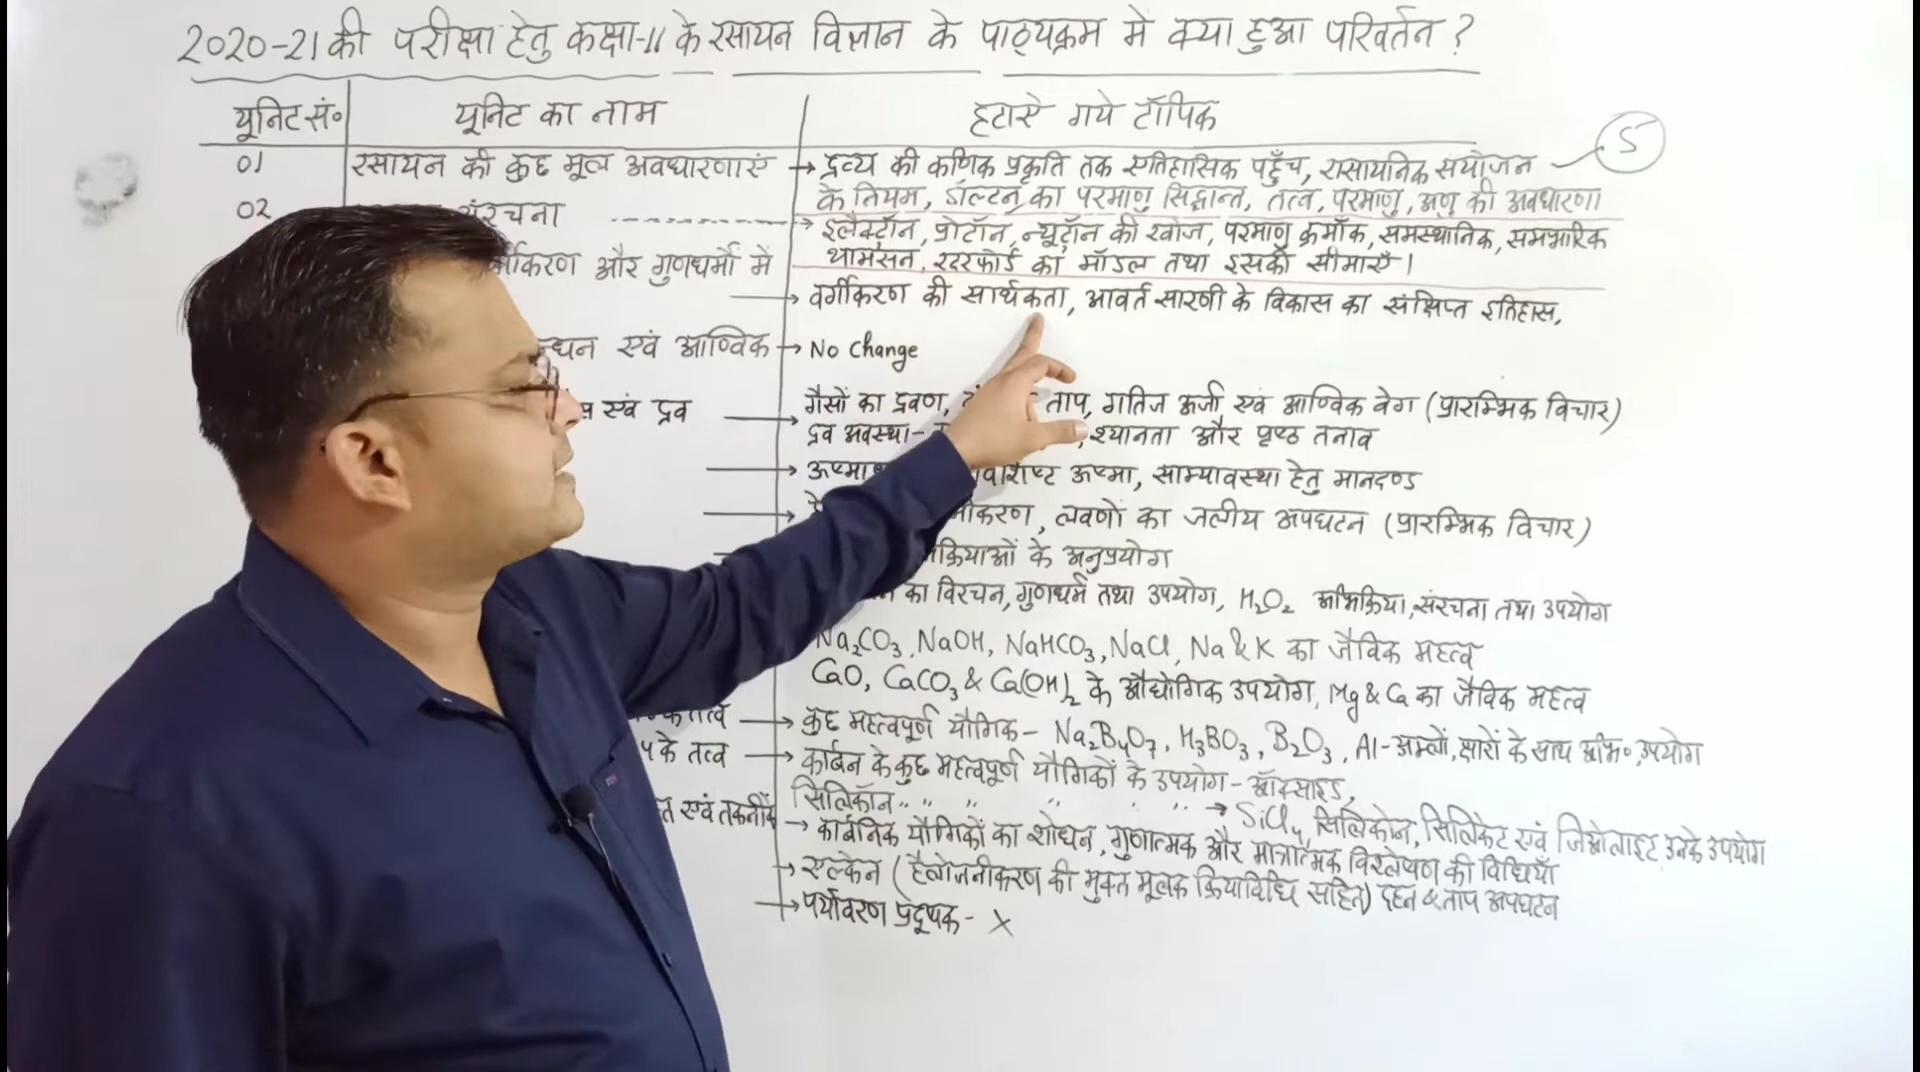 2020-21 की परीक्षा हेतु कक्षा-11 के रसायन विज्ञान के पाठ्यक्रम में क्या हुआ परिवर्तन ?
यूनिट सं० यूनिट का नाम हटाये गये टॉपिक
01 रसायन की कुछ मूल अवधारणाएं → द्रव्य की कणिक प्रकृति तक एतिहासिक पहुँच, रासायनिक संयोजन 5
के नियम, डॉल्टन का परमाणु सिद्धान्त, तत्व, परमाणु, अणु की अवधारणा
02 संरचना → इलैक्ट्रॉन, प्रोटॉन, न्यूट्रॉन की खोज, परमाणु क्रमाँक, समस्थानिक, समभारिक
थामसन, रदरफोर्ड का मॉडल तथा इसकी सीमाएँ।
और गुणधर्मो में
→ वर्गीकरण की सार्थकता, आवर्त सारणी के विकास का संक्षिप्त इतिहास,
एवं आण्विक → No Change
एवं द्रव → गैसों का द्रवण, ताप, गतिज ऊर्जा एवं आण्विक वेग (प्रारम्भिक विचार)
द्रव अवस्था- श्यानता और पृष्ठ तनाव
→ ऊष्मा, साम्यावस्था हेतु मानदण्ड
→ लवणों का जलीय अपघटन (प्रारम्भिक विचार)
के अनुप्रयोग
का विरचन, गुणधर्म तथा उपयोग, H₂O₂ अभिक्रिया, संरचना तथा उपयोग
Na₂CO₃, NaOH, NaHCO₃, NaCl, Na & K का जैविक महत्व
CaO, CaCO₃ & Ca(OH)₂ के औद्योगिक उपयोग, Mg & Ca का जैविक महत्व
→ कुछ महत्वपूर्ण यौगिक- Na₂B₄O₇, H₃BO₃, B₂O₃, Al-अम्लों, क्षारों के साथ अभि०, उपयोग
के तत्व → कार्बन के कुछ महत्वपूर्ण यौगिकों के उपयोग- ऑक्साइड,
सिलिकॉन " " " " " " → SiCl₄, सिलिकोन, सिलिकेट एवं जिओलाइट, उनके उपयोग
एवं तकनीकें → कार्बनिक यौगिकों का शोधन, गुणात्मक और मात्रात्मक विश्लेषण की विधियाँ
→ एल्केन (हैलोजनीकरण की मुक्त मूलक क्रियाविधि सहित) दहन & ताप अपघटन
→ पर्यावरण प्रदूषक- X